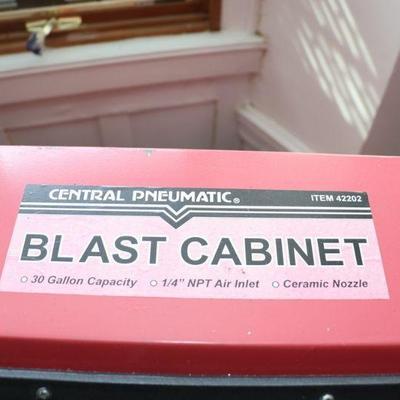 CENTRAL PNEUMATIC® ITEM 42202
BLAST CABINET
○ 30 Gallon Capacity ○ 1/4" NPT Air Inlet ○ Ceramic Nozzle